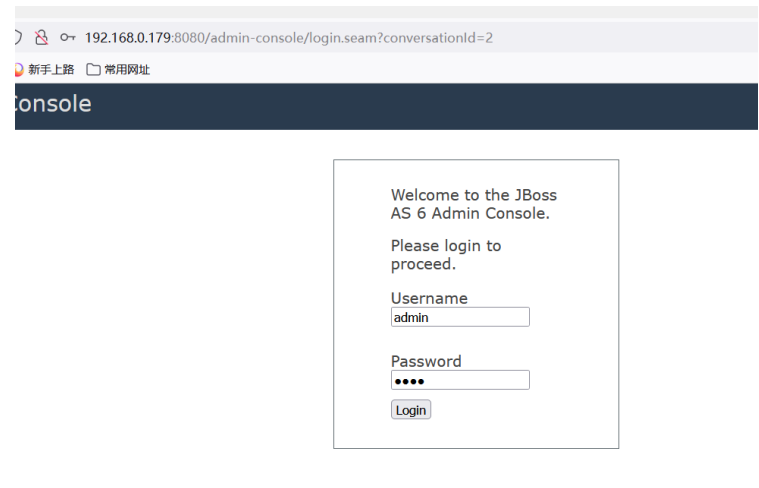 192.168.0.179:8080/admin-console/login.seam?conversationId=2
新手上路 常用网址
Console
Welcome to the JBoss
AS 6 Admin Console.
Please login to
proceed.
Username
admin
Password
••••
Login